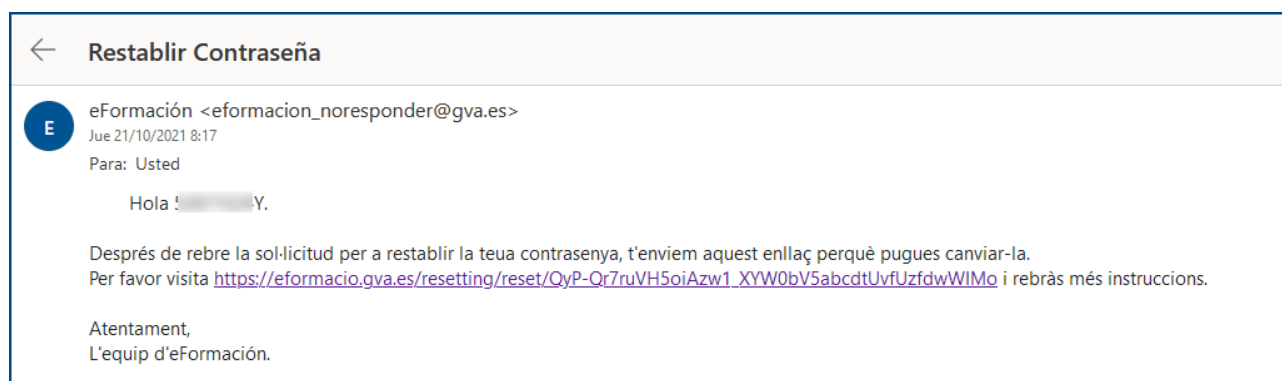 Restablir Contraseña
E
eFormación <eformacion_noresponder@gva.es>
Jue 21/10/2021 8:17
Para: Usted
Hola Y.
Després de rebre la sol·licitud per a restablir la teua contrasenya, t'enviem aquest enllaç perquè pugues canviar-la.
Per favor visita https://eformacio.gva.es/resetting/reset/QyP-Qr7ruVH5oiAzw1_XYW0bV5abcdtUvfUzfdwWIMo i rebràs més instruccions.
Atentament,
L'equip d'eFormación.